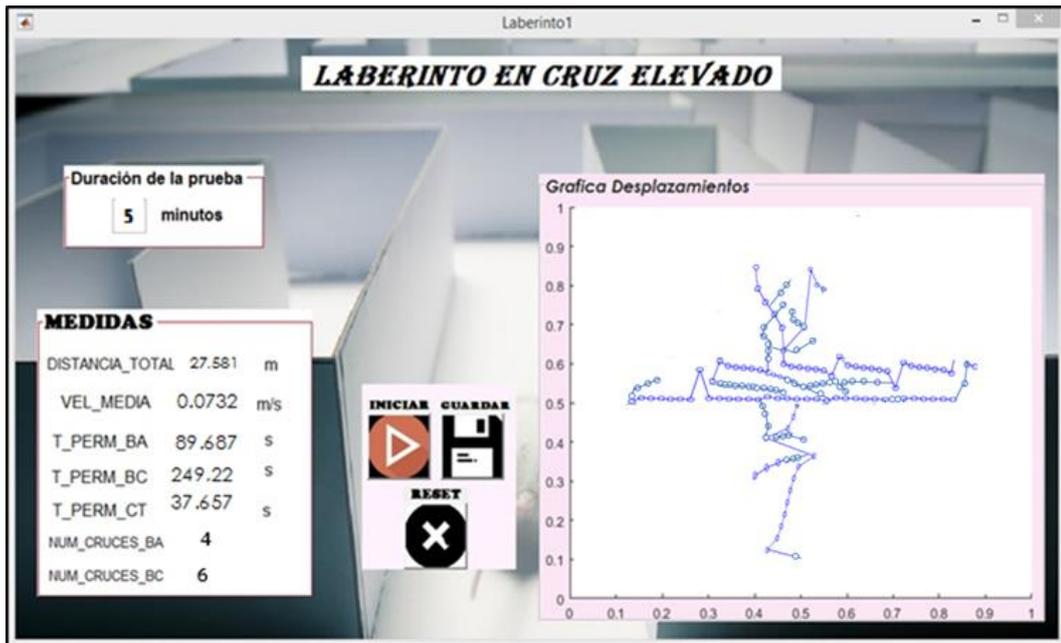 Laberinto1
LABERINTO EN CRUZ ELEVADO
Duración de la prueba
5 minutos
MEDIDAS
DISTANCIA_TOTAL 27.581 m
VEL_MEDIA 0.0732 m/s
T_PERM_BA 89.687 s
T_PERM_BC 249.22 s
T_PERM_CT 37.657 s
NUM_CRUCES_BA 4
NUM_CRUCES_BC 6
INICIAR GUARDAR
RESET
Grafica Desplazamientos
1
0.9
0.8
0.7
0.6
0.5
0.4
0.3
0.2
0.1
0
0 0.1 0.2 0.3 0.4 0.5 0.6 0.7 0.8 0.9 1